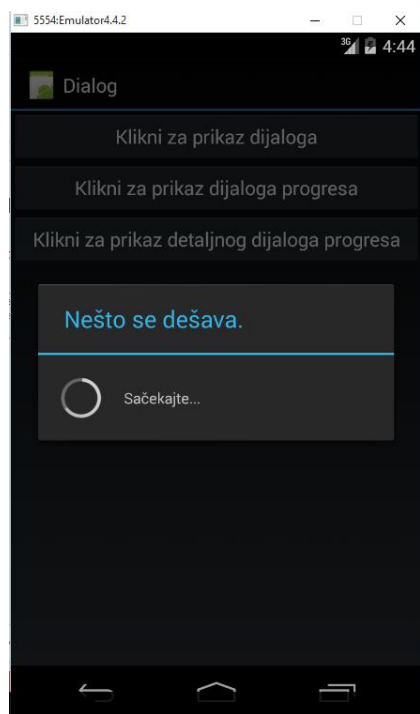 5554:Emulator4.4.2
3G 4:44
Dialog
Klikni za prikaz dijaloga
Klikni za prikaz dijaloga progresa
Klikni za prikaz detaljnog dijaloga progresa
Nešto se dešava.
Sačekajte...